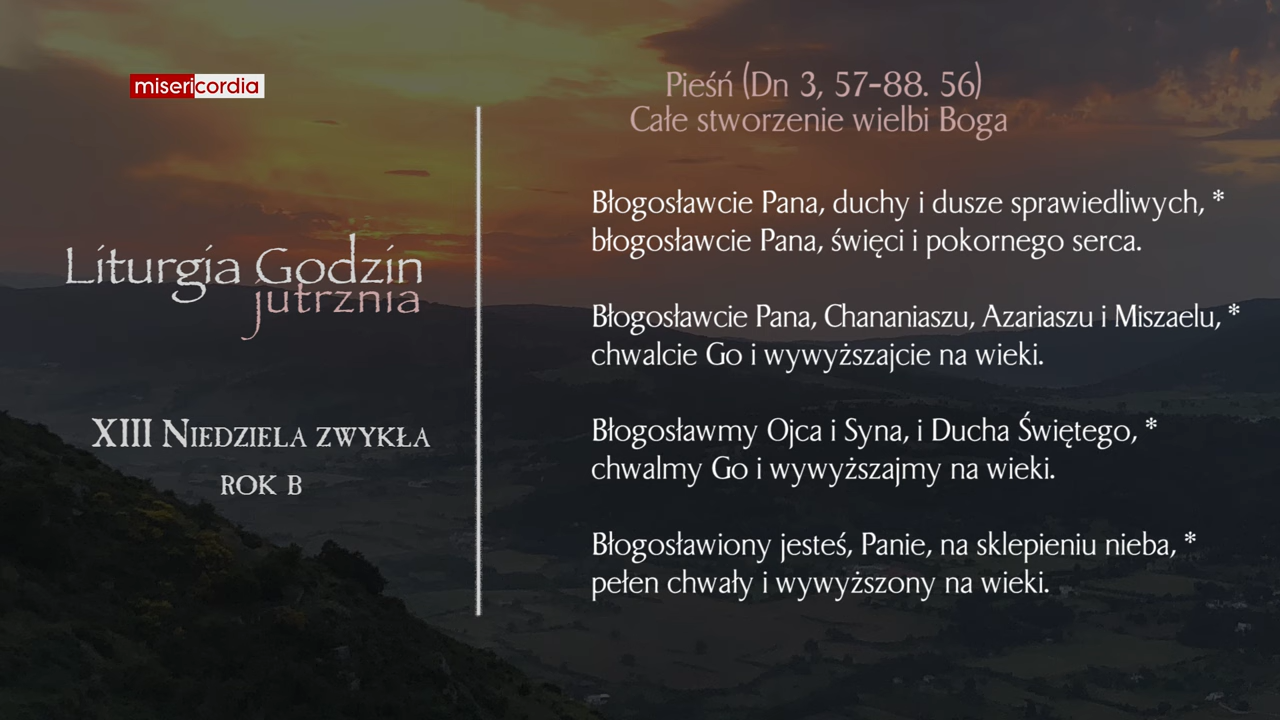 misericordia
Liturgia Godzin
jutrznia
XIII Niedziela zwykła
rok B
Pieśń (Dn 3, 57-88. 56)
Całe stworzenie wielbi Boga
Błogosławcie Pana, duchy i dusze sprawiedliwych, *
błogosławcie Pana, święci i pokornego serca.
Błogosławcie Pana, Chananiaszu, Azariaszu i Miszaelu, *
chwalcie Go i wywyższajcie na wieki.
Błogosławmy Ojca i Syna, i Ducha Świętego, *
chwalmy Go i wywyższajmy na wieki.
Błogosławiony jesteś, Panie, na sklepieniu nieba, *
pełen chwały i wywyższony na wieki.